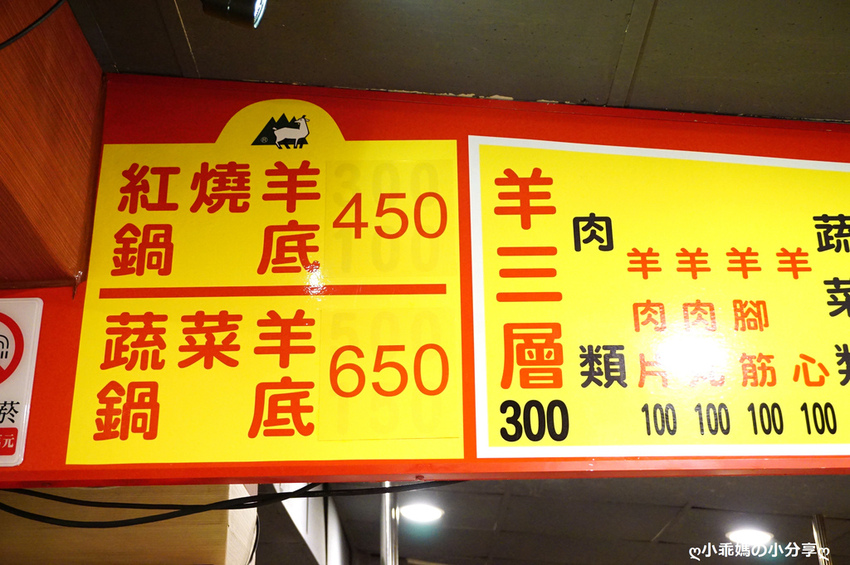 紅燒羊
鍋底
450
蔬菜羊
鍋底
650
羊三層
300
肉類
羊肉片
100
羊肉
100
羊腳筋
100
羊心
100
蔬菜
菸
元
ღ小乖媽の小分享ღ